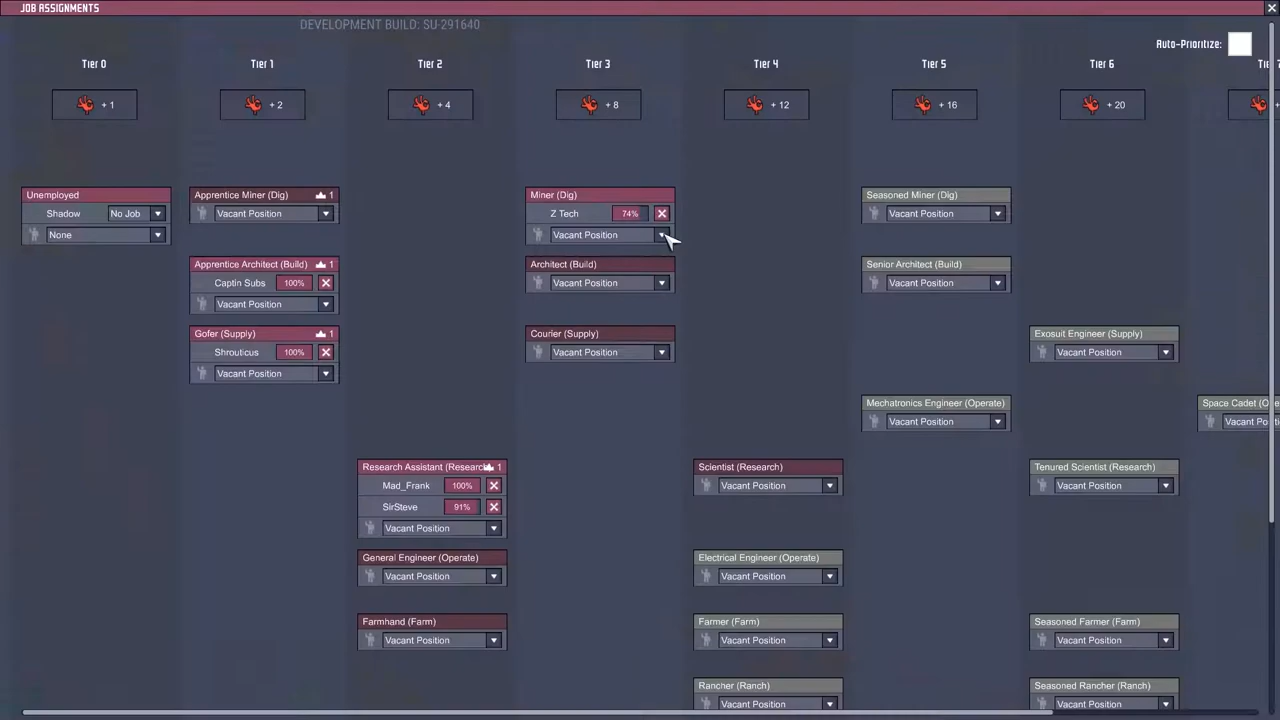 JOB ASSIGNMENTS
DEVELOPMENT BUILD: SU-291640
Auto-Prioritize:
Tier 0
Tier 1
Tier 2
Tier 3
Tier 4
Tier 5
Tier 6
+ 1
+ 2
+ 4
+ 8
+ 12
+ 16
+ 20
Unemployed
Shadow No Job
None
Apprentice Miner (Dig) 1
Vacant Position
Miner (Dig)
Z Tech 74%
Vacant Position
Seasoned Miner (Dig)
Vacant Position
Apprentice Architect (Build) 1
Captin Subs 100%
Vacant Position
Architect (Build)
Vacant Position
Senior Architect (Build)
Vacant Position
Gofer (Supply) 1
Shrouticus 100%
Vacant Position
Courier (Supply)
Vacant Position
Exosuit Engineer (Supply)
Vacant Position
Mechatronics Engineer (Operate)
Vacant Position
Space Cadet
Research Assistant (Research 1
Mad_Frank 100%
SirSteve 91%
Vacant Position
Scientist (Research)
Vacant Position
Tenured Scientist (Research)
Vacant Position
General Engineer (Operate)
Vacant Position
Electrical Engineer (Operate)
Vacant Position
Farmhand (Farm)
Vacant Position
Farmer (Farm)
Vacant Position
Seasoned Farmer (Farm)
Vacant Position
Rancher (Ranch)
Vacant Position
Seasoned Rancher (Ranch)
Vacant Position